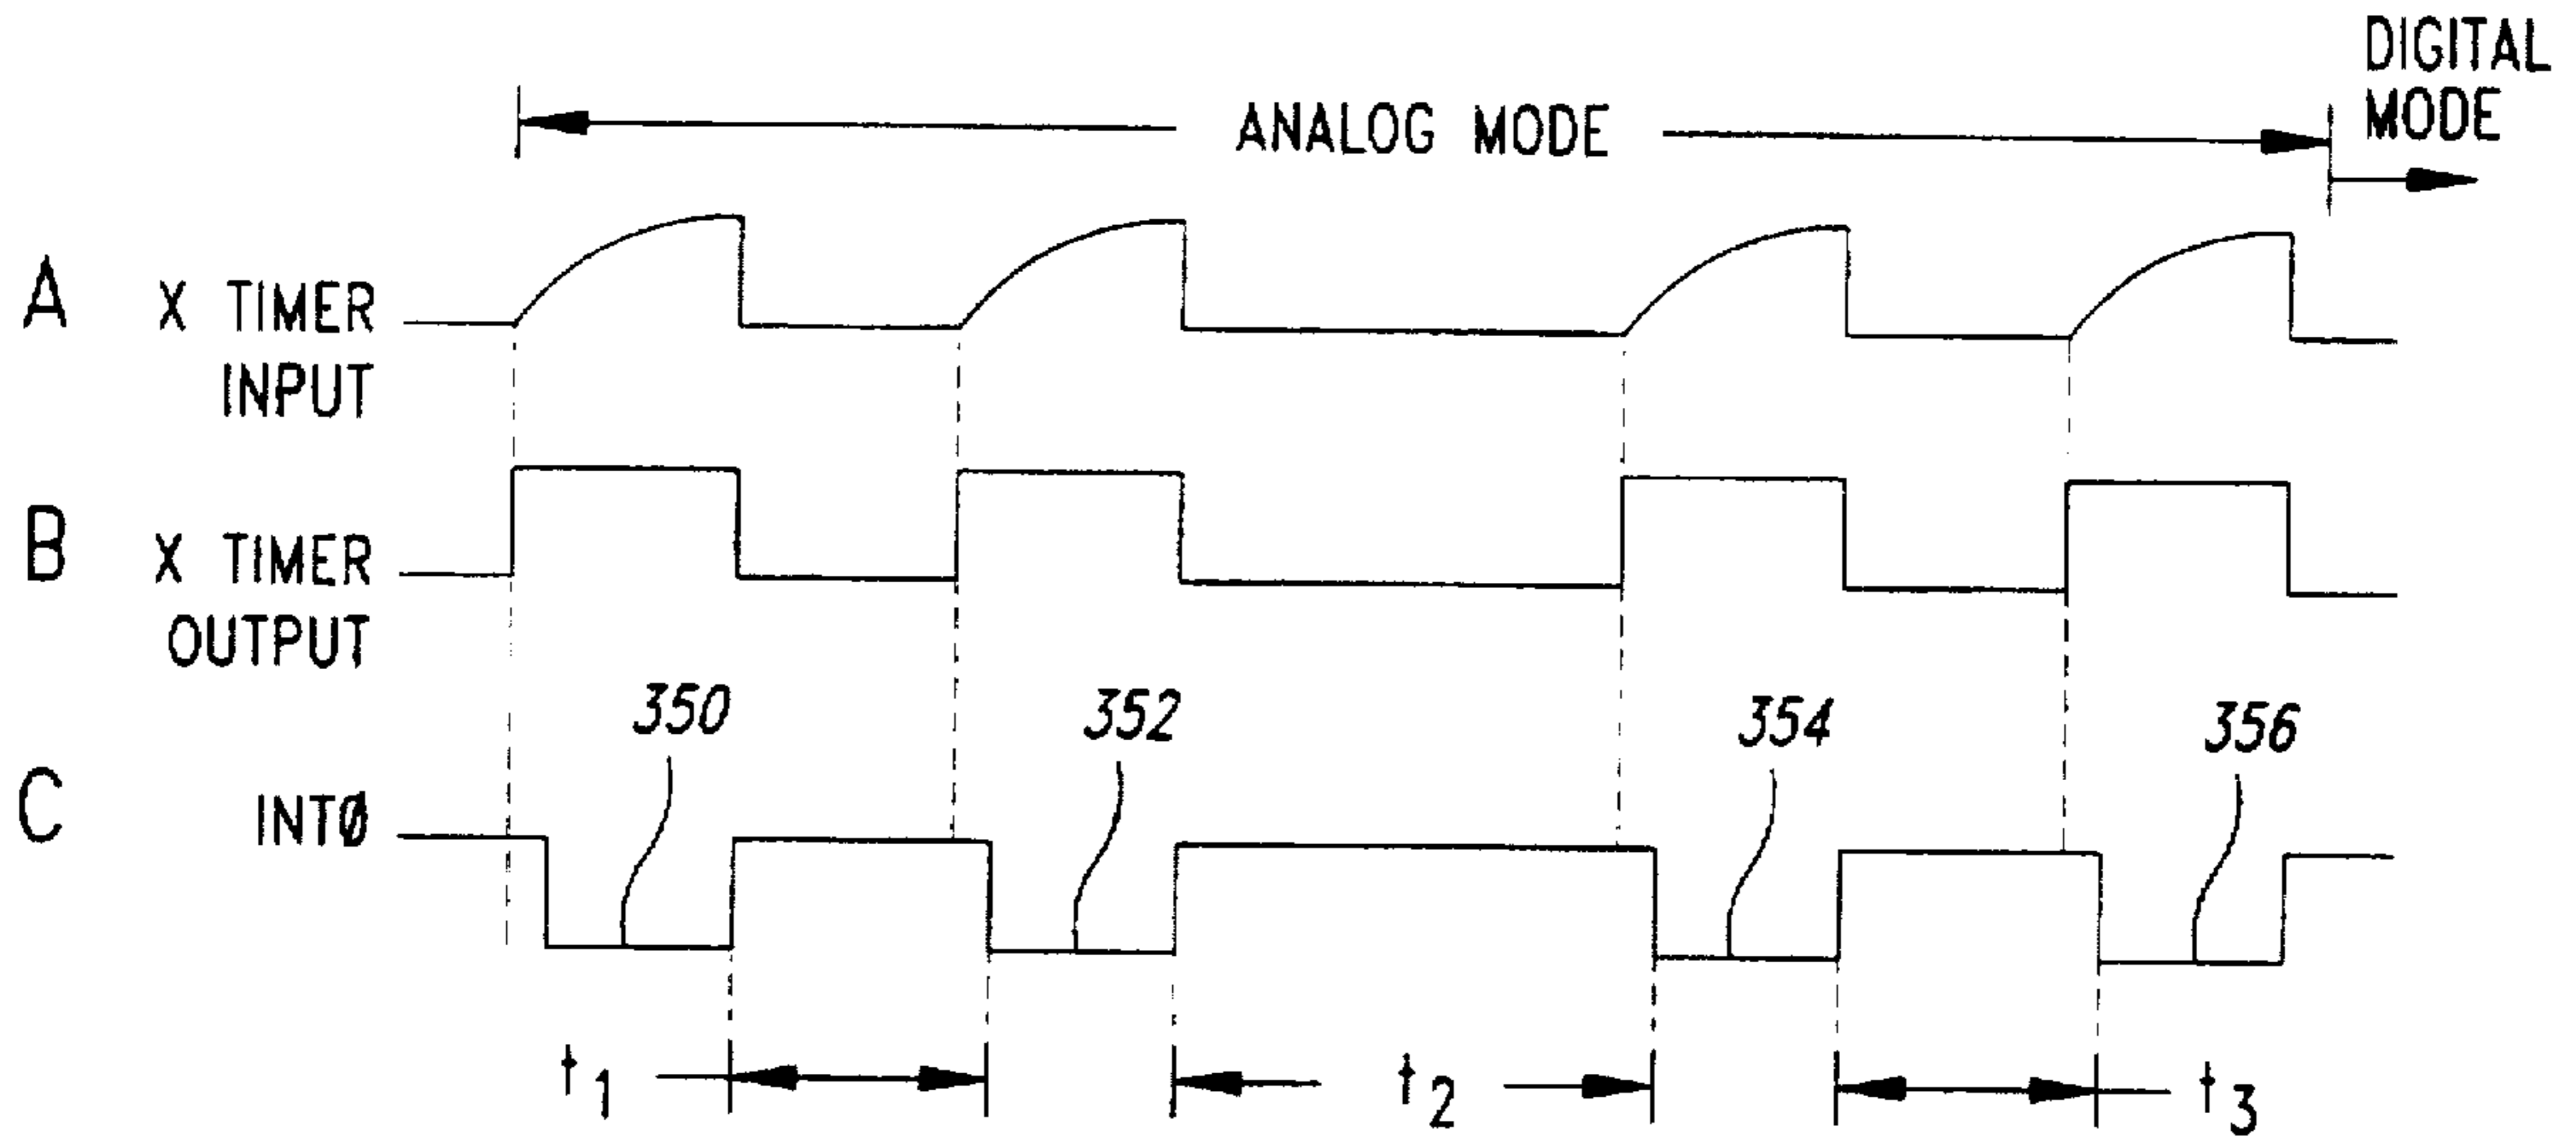 DIGITAL
MODE
ANALOG MODE
A
X TIMER
INPUT
B
X TIMER
OUTPUT
350
352
354
356
C
INTØ
t1
t2
t3